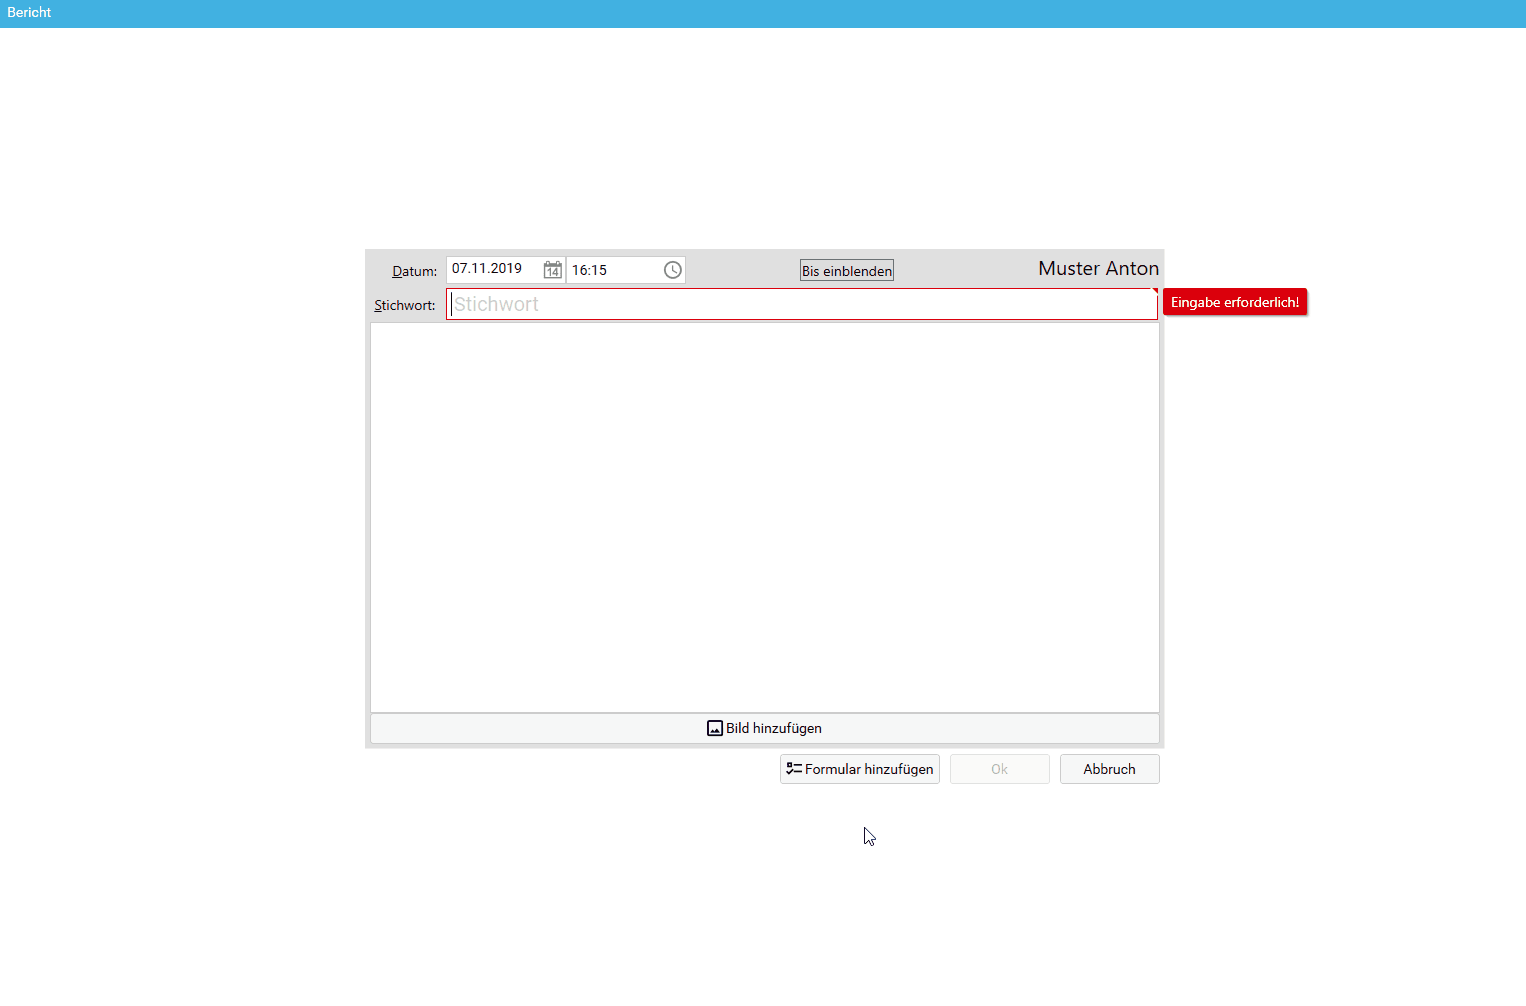 Bericht
Datum: 07.11.2019 14 16:15 Bis einblenden Muster Anton
Stichwort: Stichwort Eingabe erforderlich!
Bild hinzufügen
Formular hinzufügen Ok Abbruch